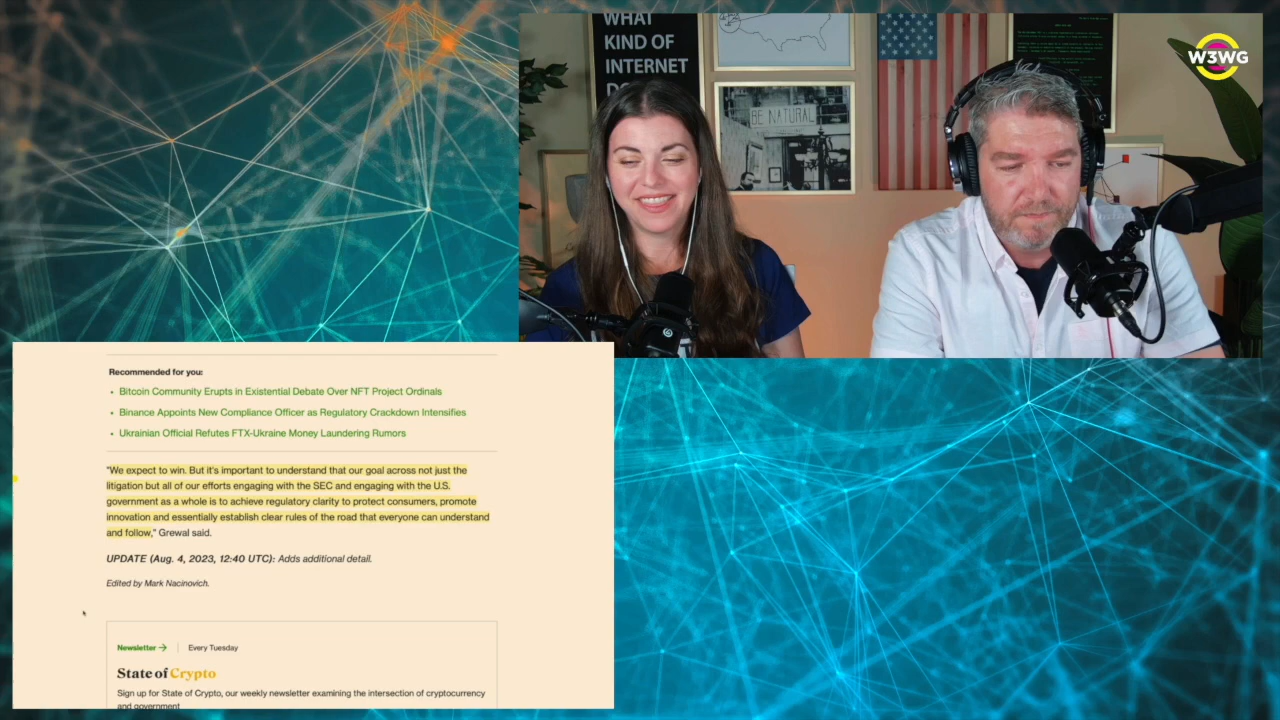 WHAT
KIND OF
INTERNET
BE NATURAL
W3WG
Recommended for you:
• Bitcoin Community Erupts in Existential Debate Over NFT Project Ordinals
• Binance Appoints New Compliance Officer as Regulatory Crackdown Intensifies
• Ukrainian Official Refutes FTX-Ukraine Money Laundering Rumors
"We expect to win. But it's important to understand that our goal across not just the
litigation but all of our efforts engaging with the SEC and engaging with the U.S.
government as a whole is to achieve regulatory clarity to protect consumers, promote
innovation and essentially establish clear rules of the road that everyone can understand
and follow," Grewal said.
UPDATE (Aug. 4, 2023, 12:40 UTC): Adds additional detail.
Edited by Mark Nacinovich.
Newsletter → | Every Tuesday
State of Crypto
Sign up for State of Crypto, our weekly newsletter examining the intersection of cryptocurrency
and government